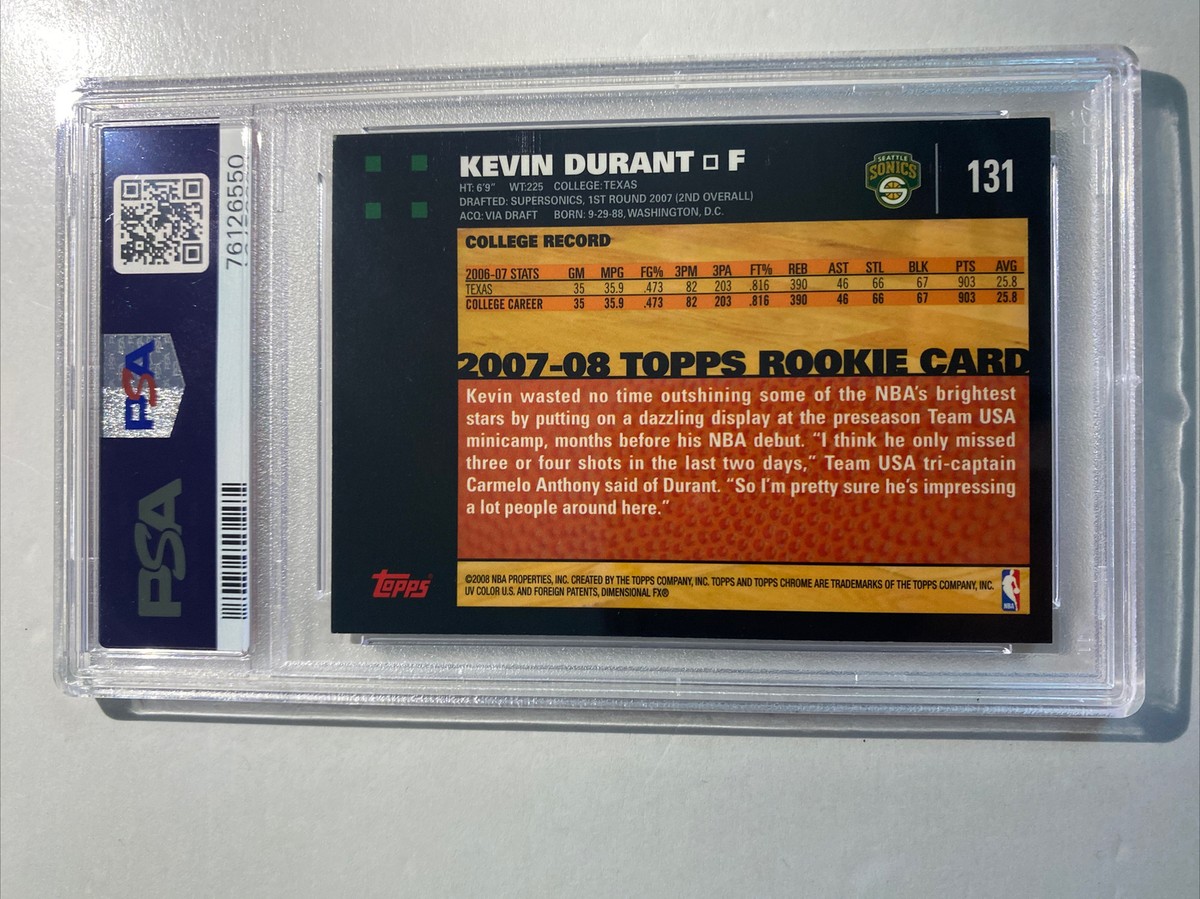 76126550
PSA
PSA
KEVIN DURANT □ F
HT: 6'9" WT:225 COLLEGE:TEXAS
DRAFTED: SUPERSONICS, 1ST ROUND 2007 (2ND OVERALL)
ACQ: VIA DRAFT BORN: 9-29-88, WASHINGTON, D.C.
SEATTLE
SONICS
131
COLLEGE RECORD
2006-07 STATS GM MPG FG% 3PM 3PA FT% REB AST STL BLK PTS AVG
TEXAS 35 35.9 .473 82 203 .816 390 46 66 67 903 25.8
COLLEGE CAREER 35 35.9 .473 82 203 .816 390 46 66 67 903 25.8
2007-08 TOPPS ROOKIE CARD
Kevin wasted no time outshining some of the NBA's brightest
stars by putting on a dazzling display at the preseason Team USA
minicamp, months before his NBA debut. "I think he only missed
three or four shots in the last two days," Team USA tri-captain
Carmelo Anthony said of Durant. "So I'm pretty sure he's impressing
a lot people around here."
Topps
©2008 NBA PROPERTIES, INC. CREATED BY THE TOPPS COMPANY, INC. TOPPS AND TOPPS CHROME ARE TRADEMARKS OF THE TOPPS COMPANY, INC.
UV COLOR U.S. AND FOREIGN PATENTS, DIMENSIONAL FX®
NBA